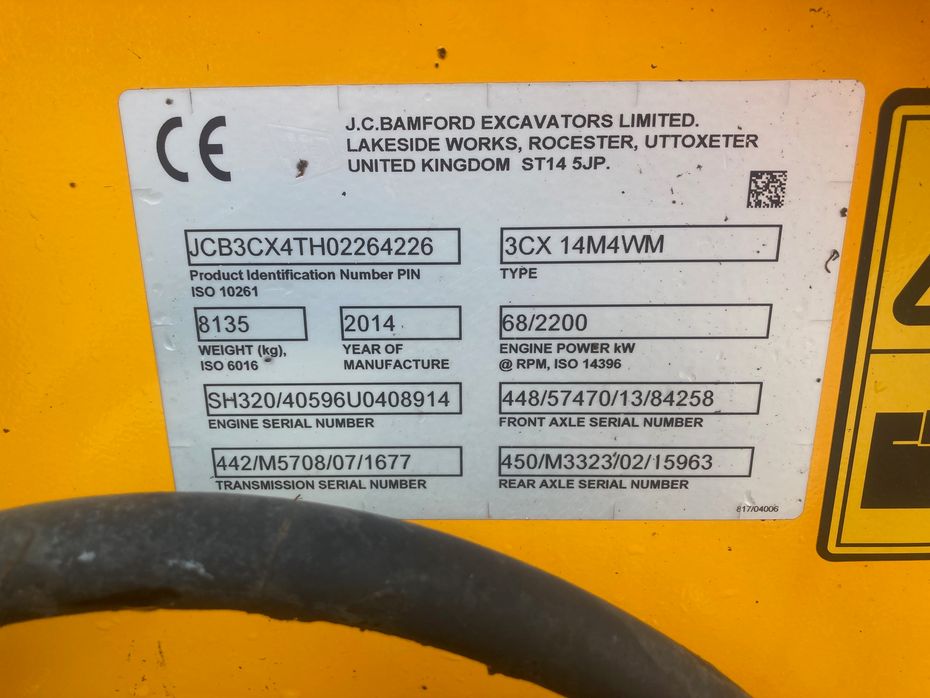 CE
J.C.BAMFORD EXCAVATORS LIMITED.
LAKESIDE WORKS, ROCESTER, UTTOXETER
UNITED KINGDOM ST14 5JP.
JCB3CX4TH02264226
Product Identification Number PIN
ISO 10261
3CX 14M4WM
TYPE
8135
WEIGHT (kg),
ISO 6016
2014
YEAR OF
MANUFACTURE
68/2200
ENGINE POWER kW
@ RPM, ISO 14396
SH320/40596U0408914
ENGINE SERIAL NUMBER
448/57470/13/84258
FRONT AXLE SERIAL NUMBER
442/M5708/07/1677
TRANSMISSION SERIAL NUMBER
450/M3323/02/15963
REAR AXLE SERIAL NUMBER
817/04006